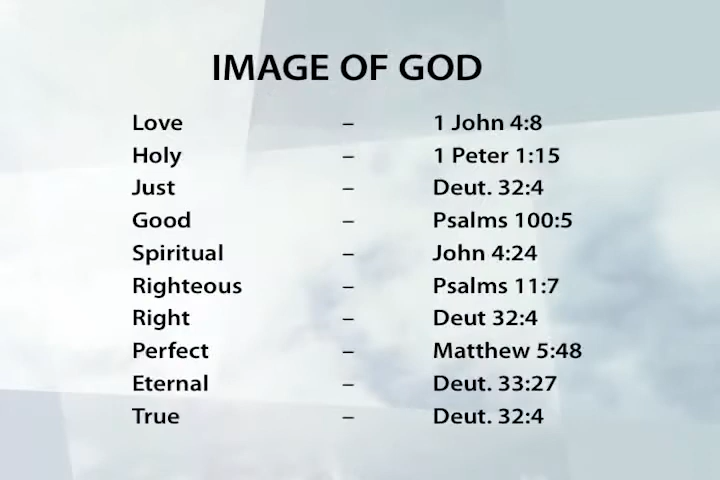 IMAGE OF GOD
Love – 1 John 4:8
Holy – 1 Peter 1:15
Just – Deut. 32:4
Good – Psalms 100:5
Spiritual – John 4:24
Righteous – Psalms 11:7
Right – Deut 32:4
Perfect – Matthew 5:48
Eternal – Deut. 33:27
True – Deut. 32:4